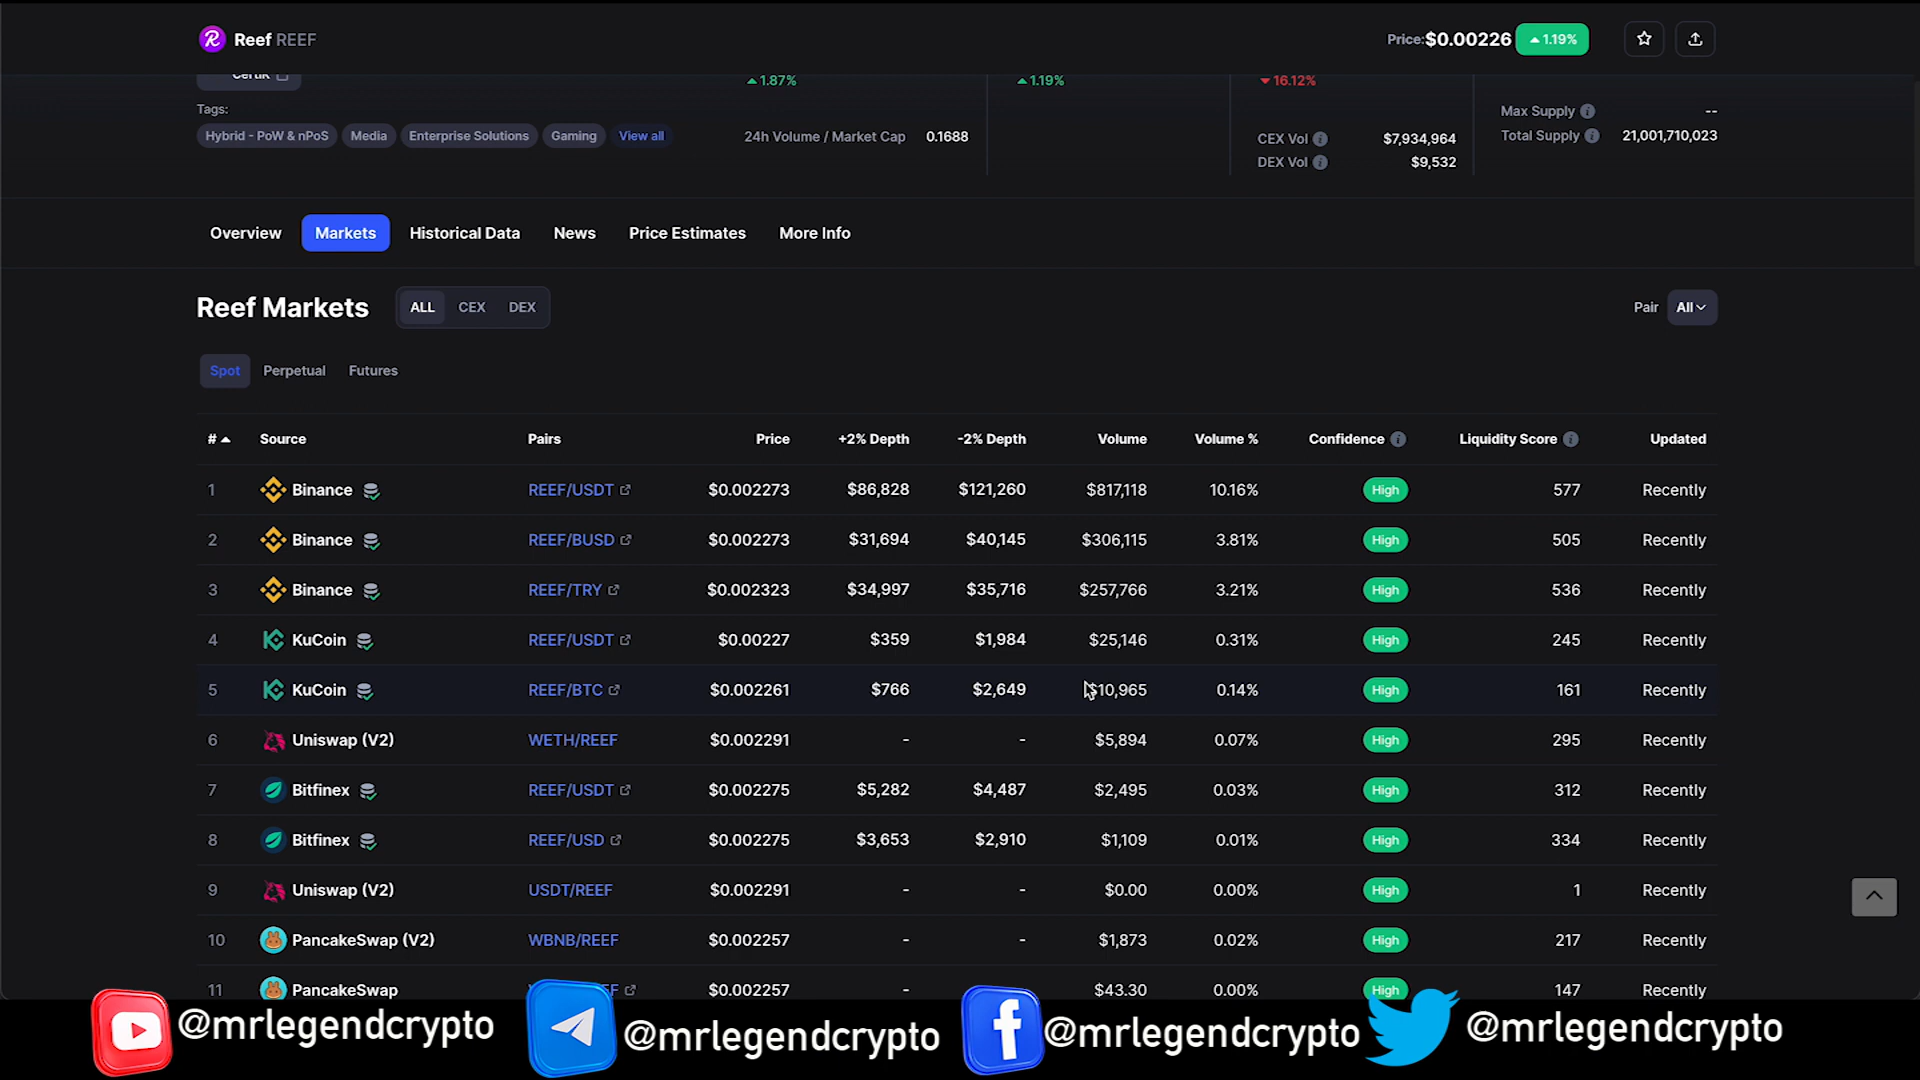 Reef REEF
Price:$0.00226 1.19%
CertiK
1.87% 1.19% 16.12%
Tags:
Max Supply --
Hybrid - PoW & nPoS Media Enterprise Solutions Gaming View all
24h Volume / Market Cap 0.1688
CEX Vol $7,934,964
Total Supply 21,001,710,023
DEX Vol $9,532
Overview Markets Historical Data News Price Estimates More Info
Reef Markets ALL CEX DEX Pair All
Spot Perpetual Futures
# Source Pairs Price +2% Depth -2% Depth Volume Volume % Confidence Liquidity Score Updated
1 Binance REEF/USDT $0.002273 $86,828 $121,260 $817,118 10.16% High 577 Recently
2 Binance REEF/BUSD $0.002273 $31,694 $40,145 $306,115 3.81% High 505 Recently
3 Binance REEF/TRY $0.002323 $34,997 $35,716 $257,766 3.21% High 536 Recently
4 KuCoin REEF/USDT $0.00227 $359 $1,984 $25,146 0.31% High 245 Recently
5 KuCoin REEF/BTC $0.002261 $766 $2,649 $10,965 0.14% High 161 Recently
6 Uniswap (V2) WETH/REEF $0.002291 - - $5,894 0.07% High 295 Recently
7 Bitfinex REEF/USDT $0.002275 $5,282 $4,487 $2,495 0.03% High 312 Recently
8 Bitfinex REEF/USD $0.002275 $3,653 $2,910 $1,109 0.01% High 334 Recently
9 Uniswap (V2) USDT/REEF $0.002291 - - $0.00 0.00% High 1 Recently
10 PancakeSwap (V2) WBNB/REEF $0.002257 - - $1,873 0.02% High 217 Recently
11 PancakeSwap $0.002257 - $43.30 0.00% High 147 Recently
@mrlegendcrypto @mrlegendcrypto @mrlegendcrypto @mrlegendcrypto